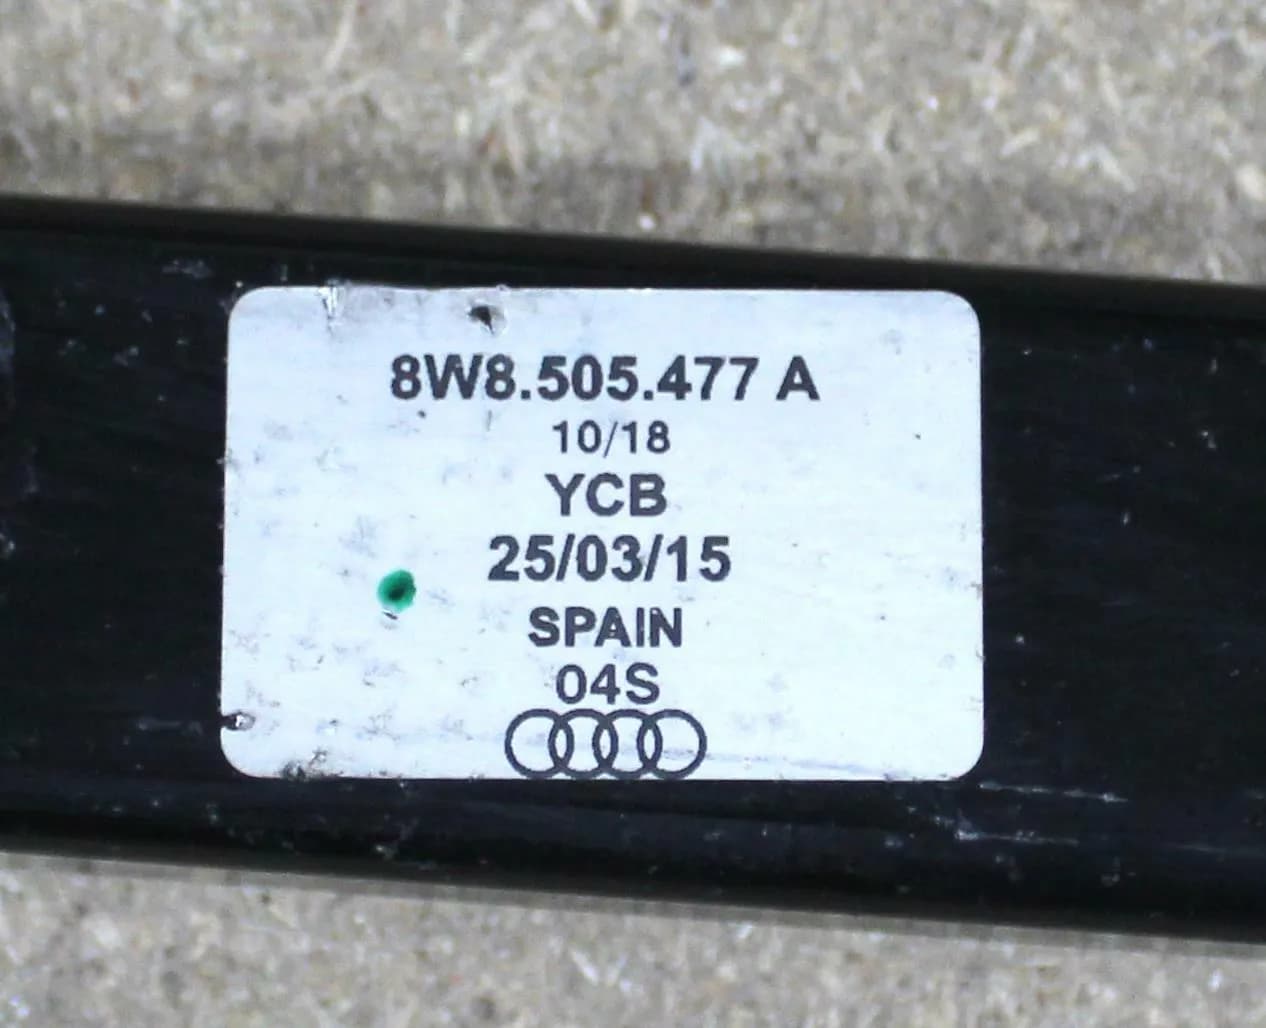 8W8.505.477 A
10/18
YCB
25/03/15
SPAIN
04S